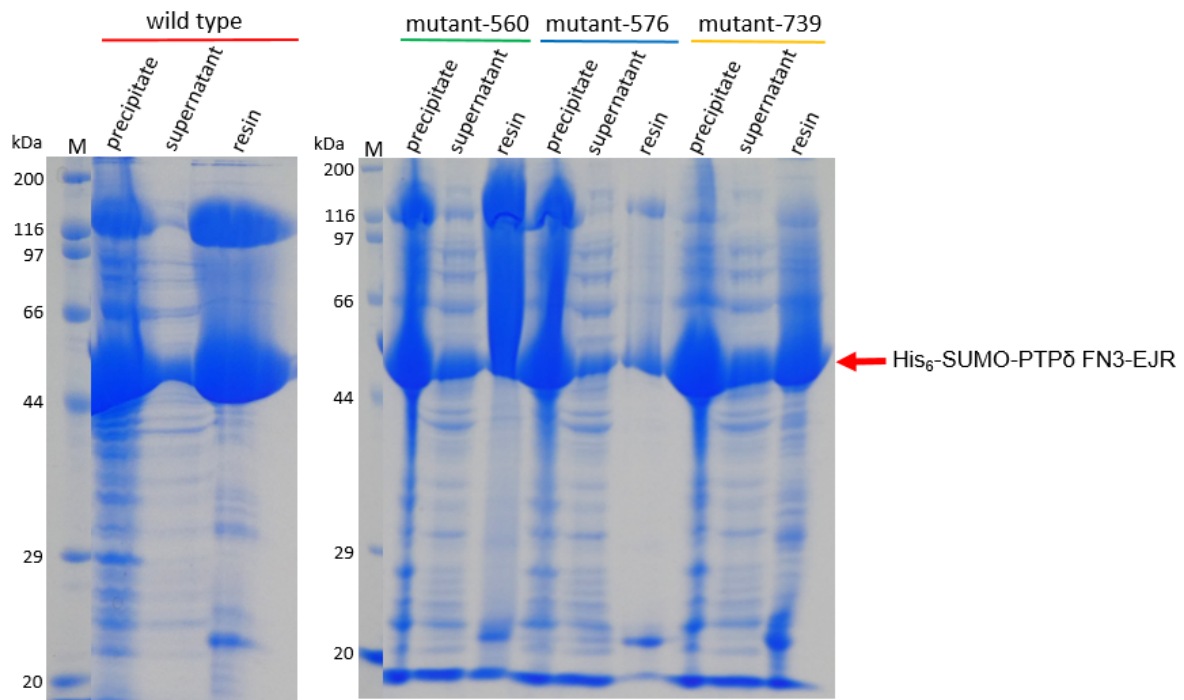 wild type
precipitate
supernatant
resin
kDa
M
200
116
97
66
44
29
20
mutant-560
mutant-576
mutant-739
precipitate
supernatant
resin
precipitate
supernatant
resin
precipitate
supernatant
resin
kDa
M
200
116
97
66
44
29
20
His₆-SUMO-PTPδ FN3-EJR